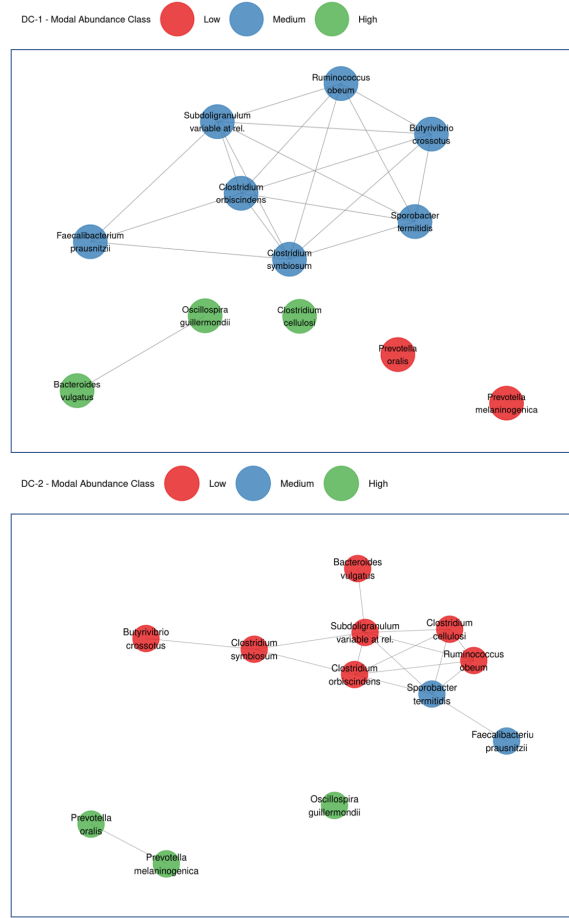 DC-1 - Modal Abundance Class Low Medium High
Ruminococcus
obeum
Subdoligranulum
variable at rel.
Butyrivibrio
crossotus
Clostridium
orbiscindens
Sporobacter
termitidis
Faecalibacterium
prausnitzii
Clostridium
symbiosum
Oscillospira
guillermondii
Clostridium
cellulosi
Prevotella
oralis
Bacteroides
vulgatus
Prevotella
melaninogenica
DC-2 - Modal Abundance Class Low Medium High
Bacteroides
vulgatus
Butyrivibrio
crossotus
Clostridium
symbiosum
Subdoligranulum
variable at rel.
Clostridium
cellulosi
Ruminococcus
obeum
Clostridium
orbiscindens
Sporobacter
termitidis
Faecalibacteriu
prausnitzii
Oscillospira
guillermondii
Prevotella
oralis
Prevotella
melaninogenica